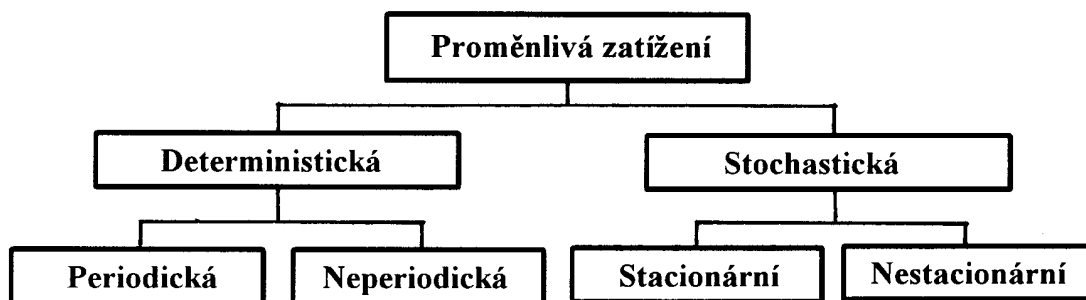 Proměnlivá zatížení
Deterministická
Stochastická
Periodická
Neperiodická
Stacionární
Nestacionární